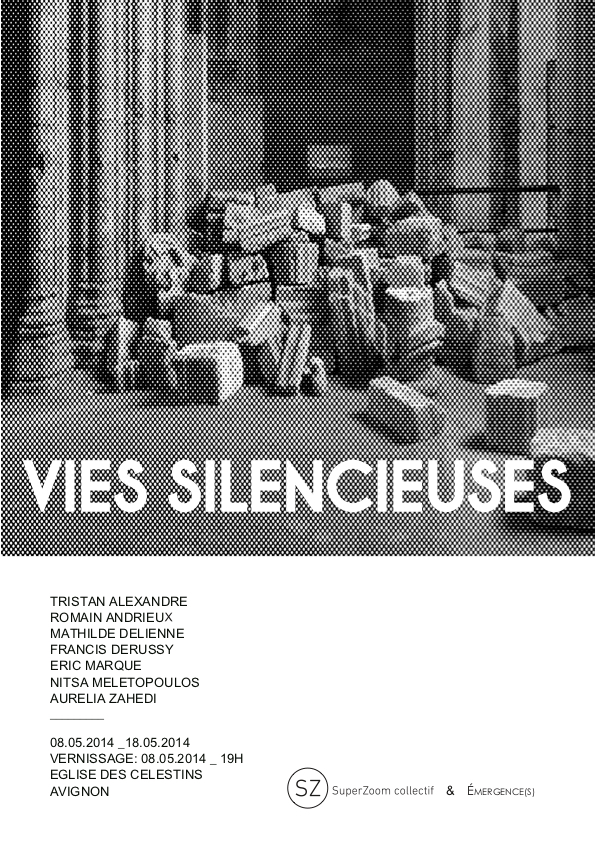 VIES SILENCIEUSES
TRISTAN ALEXANDRE
ROMAIN ANDRIEUX
MATHILDE DELIENNE
FRANCIS DERUSSY
ERIC MARQUE
NITSA MELETOPOULOS
AURELIA ZAHEDI
08.05.2014 _18.05.2014
VERNISSAGE: 08.05.2014 _ 19H
EGLISE DES CELESTINS
AVIGNON
SZ SuperZoom collectif & ÉMERGENCE(S)